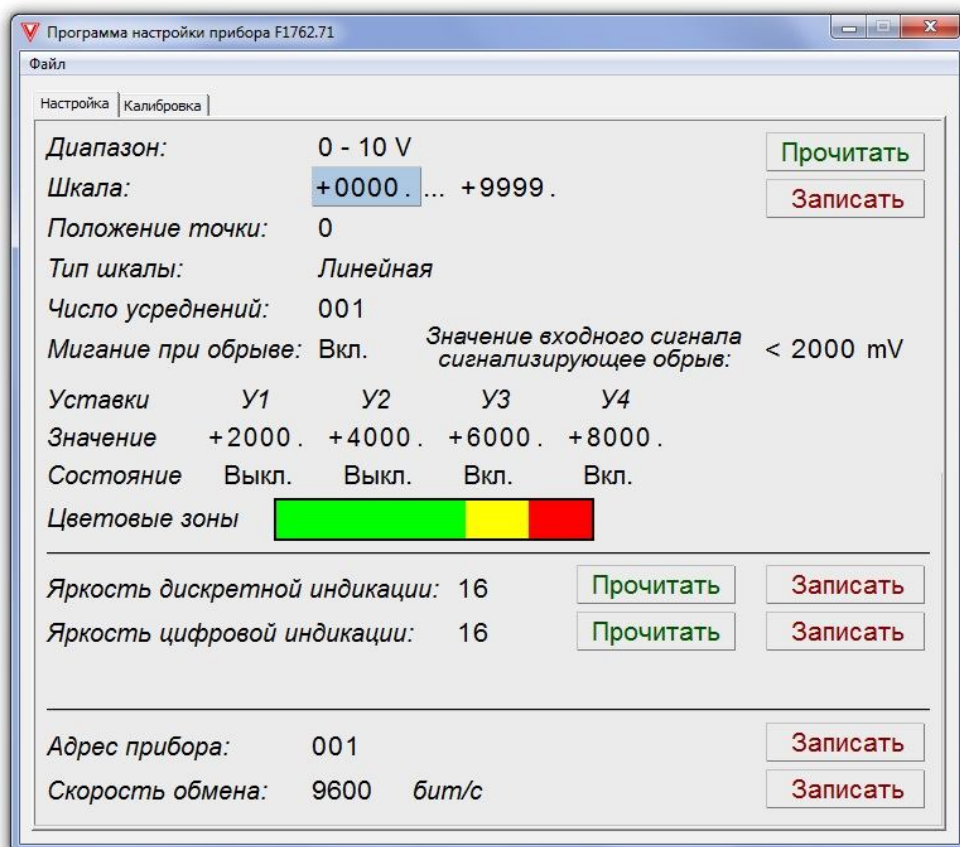 Программа настройки прибора F1762.71
Файл
Настройка Калибровка
Диапазон: 0 - 10 V Прочитать
Шкала: +0000. ... +9999. Записать
Положение точки: 0
Тип шкалы: Линейная
Число усреднений: 001
Мигание при обрыве: Вкл. Значение входного сигнала
сигнализирующее обрыв: < 2000 mV
Уставки У1 У2 У3 У4
Значение +2000. +4000. +6000. +8000.
Состояние Выкл. Выкл. Вкл. Вкл.
Цветовые зоны
Яркость дискретной индикации: 16 Прочитать Записать
Яркость цифровой индикации: 16 Прочитать Записать
Адрес прибора: 001 Записать
Скорость обмена: 9600 бит/с Записать